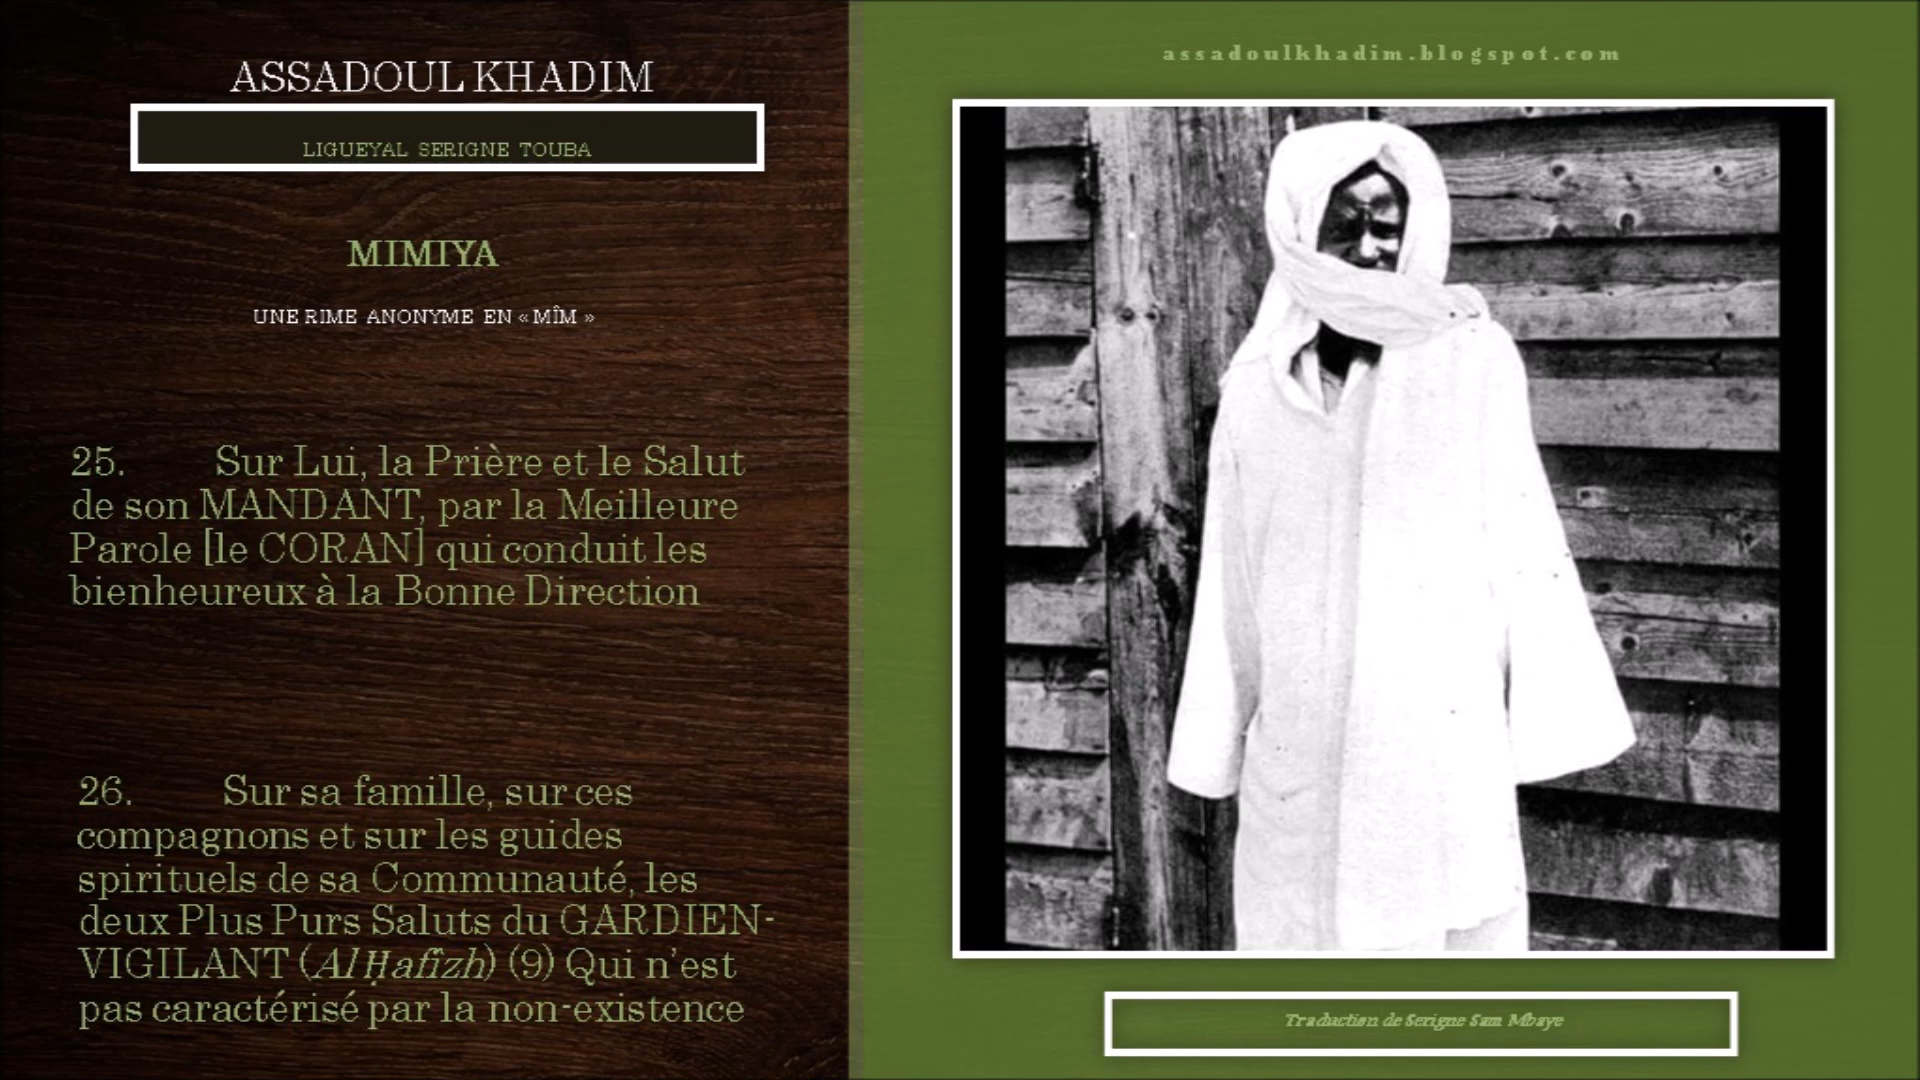 ASSADOUL KHADIM
LIGUEYAL SERIGNE TOUBA
MIMIYA
UNE RIME ANONYME EN « MÎM »
25. Sur Lui, la Prière et le Salut
de son MANDANT, par la Meilleure
Parole [le CORAN] qui conduit les
bienheureux à la Bonne Direction
26. Sur sa famille, sur ces
compagnons et sur les guides
spirituels de sa Communauté, les
deux Plus Purs Saluts du GARDIEN-
VIGILANT (Al Ḥafîzh) (9) Qui n’est
pas caractérisé par la non-existence
assadoulkhadim.blogspot.com
Traduction de Serigne Sam Mbaye